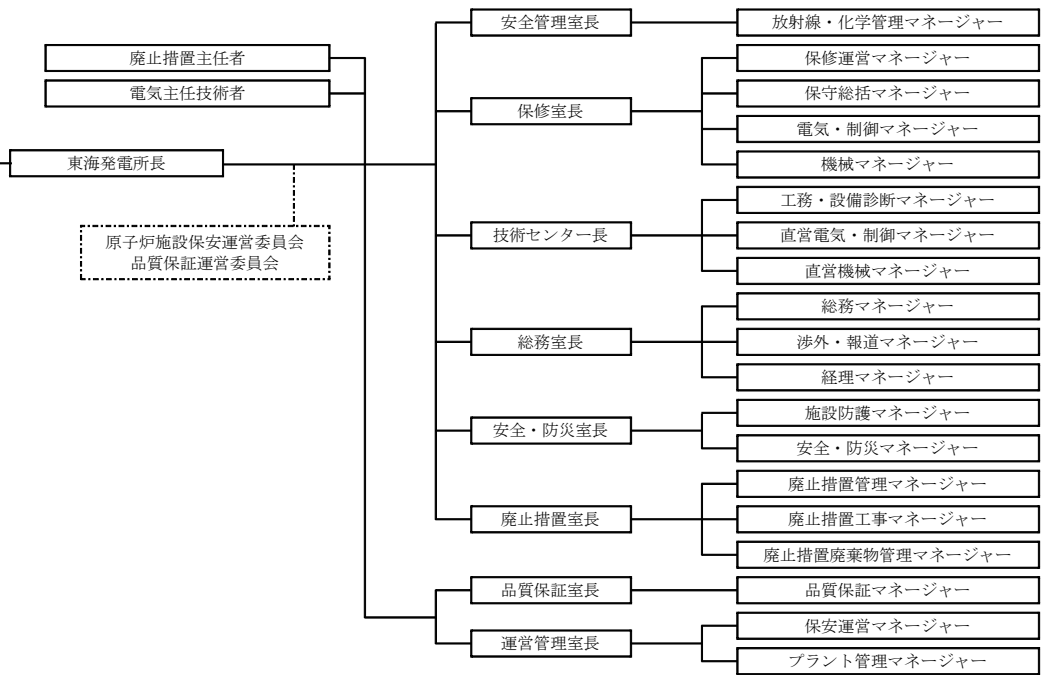 廃止措置主任者
電気主任技術者
東海発電所長
原子炉施設保安運営委員会
品質保証運営委員会
安全管理室長
放射線・化学管理マネージャー
保修室長
保修運営マネージャー
保守総括マネージャー
電気・制御マネージャー
機械マネージャー
技術センター長
工務・設備診断マネージャー
直営電気・制御マネージャー
直営機械マネージャー
総務室長
総務マネージャー
渉外・報道マネージャー
経理マネージャー
安全・防災室長
施設防護マネージャー
安全・防災マネージャー
廃止措置室長
廃止措置管理マネージャー
廃止措置工事マネージャー
廃止措置廃棄物管理マネージャー
品質保証室長
品質保証マネージャー
運営管理室長
保安運営マネージャー
プラント管理マネージャー